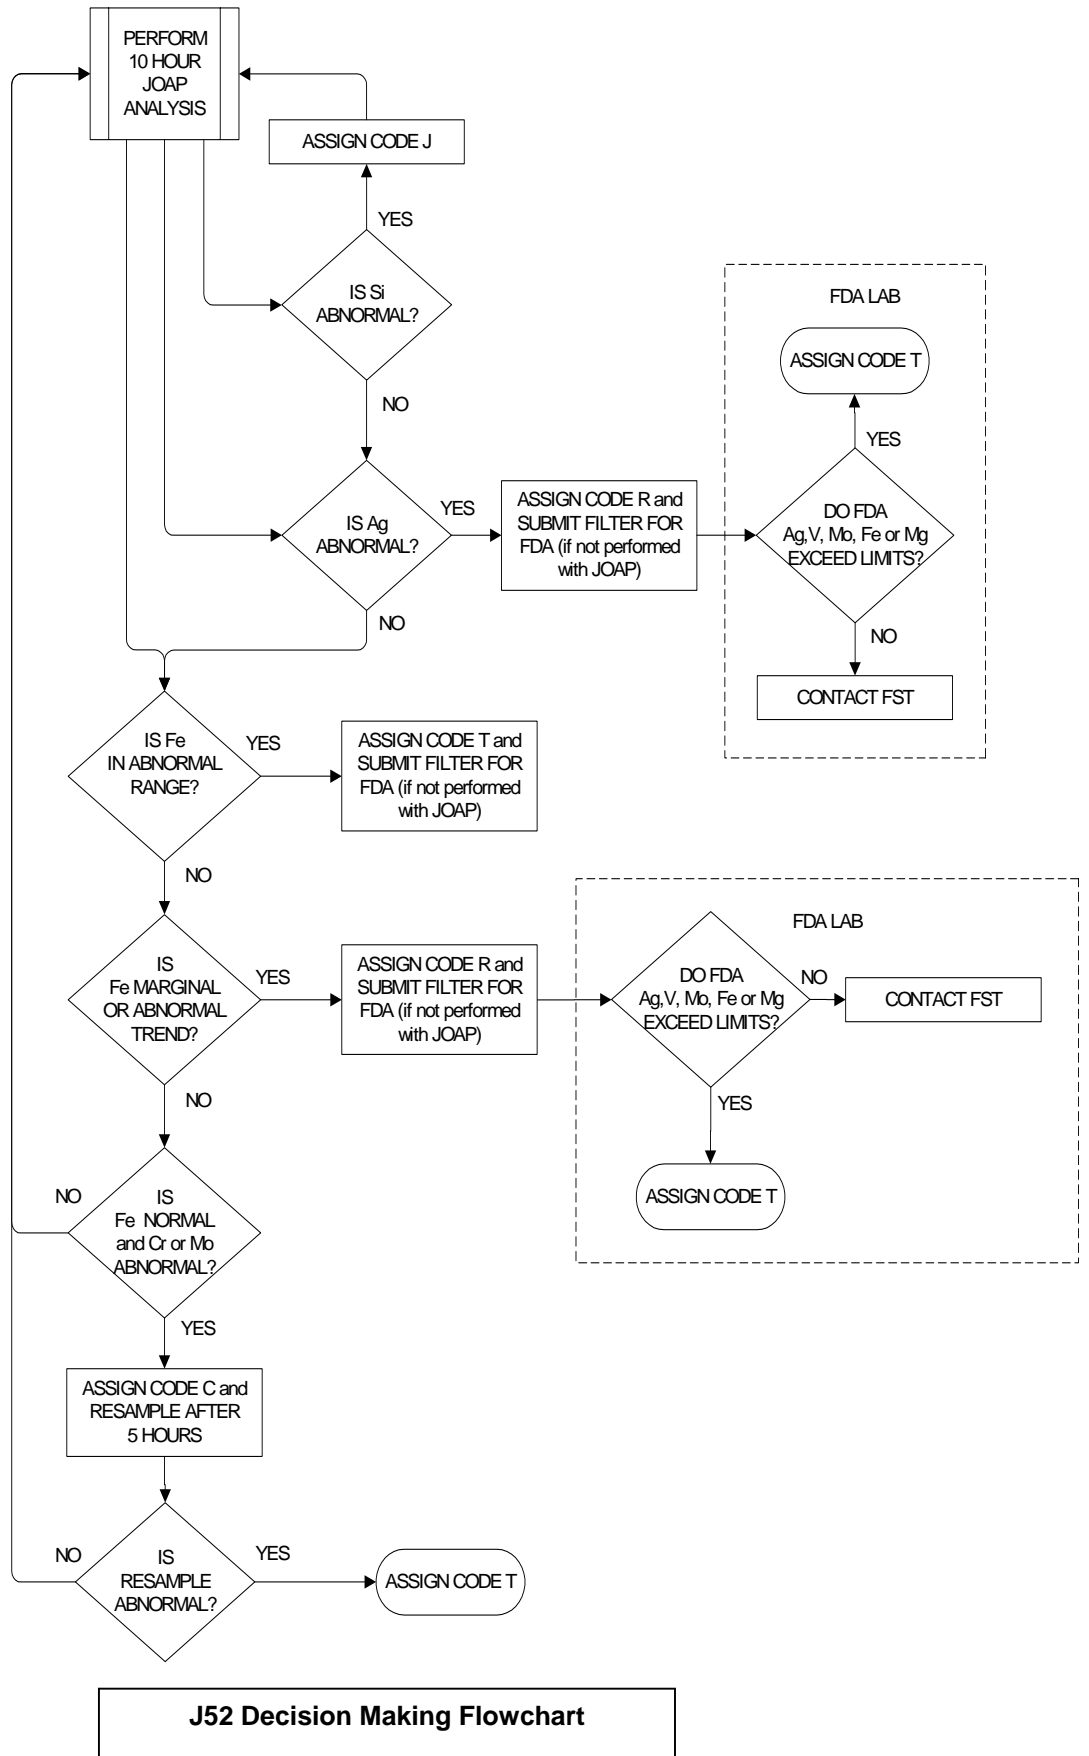 PERFORM
10 HOUR
JOAP
ANALYSIS
ASSIGN CODE J
YES
IS Si
ABNORMAL?
NO
FDA LAB
ASSIGN CODE T
YES
IS Ag
ABNORMAL?
YES
ASSIGN CODE R and
SUBMIT FILTER FOR
FDA (if not performed
with JOAP)
DO FDA
Ag,V, Mo, Fe or Mg
EXCEED LIMITS?
NO
NO
CONTACT FST
IS Fe
IN ABNORMAL
RANGE?
YES
ASSIGN CODE T and
SUBMIT FILTER FOR
FDA (if not performed
with JOAP)
NO
IS
Fe MARGINAL
OR ABNORMAL
TREND?
YES
ASSIGN CODE R and
SUBMIT FILTER FOR
FDA (if not performed
with JOAP)
FDA LAB
DO FDA
Ag,V, Mo, Fe or Mg
EXCEED LIMITS?
NO
CONTACT FST
YES
ASSIGN CODE T
NO
NO
IS
Fe NORMAL
and Cr or Mo
ABNORMAL?
YES
ASSIGN CODE C and
RESAMPLE AFTER
5 HOURS
NO
IS
RESAMPLE
ABNORMAL?
YES
ASSIGN CODE T
J52 Decision Making Flowchart